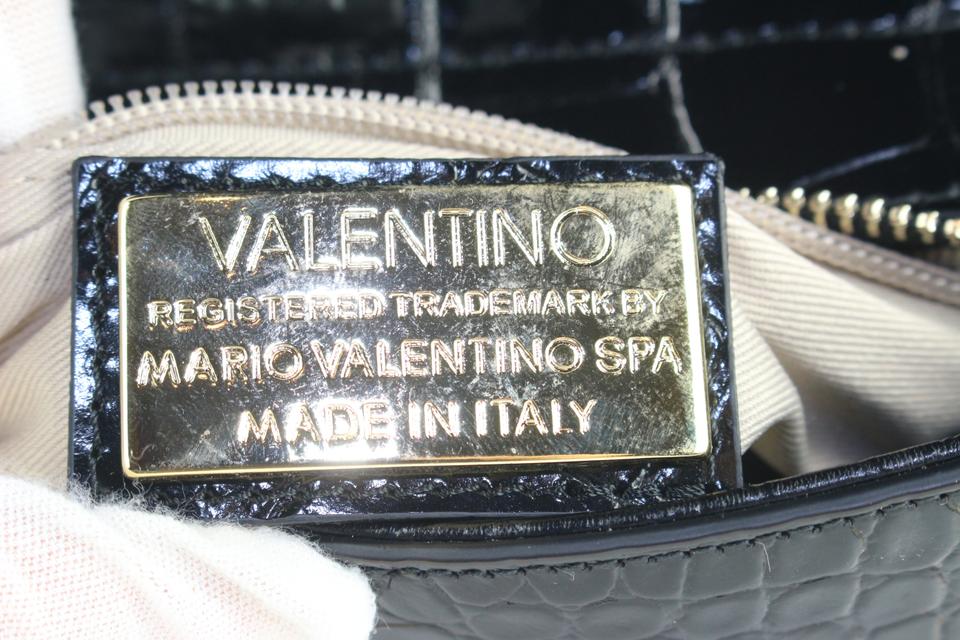 VALENTINO
REGISTERED TRADEMARK BY
MARIO VALENTINO SPA
MADE IN ITALY